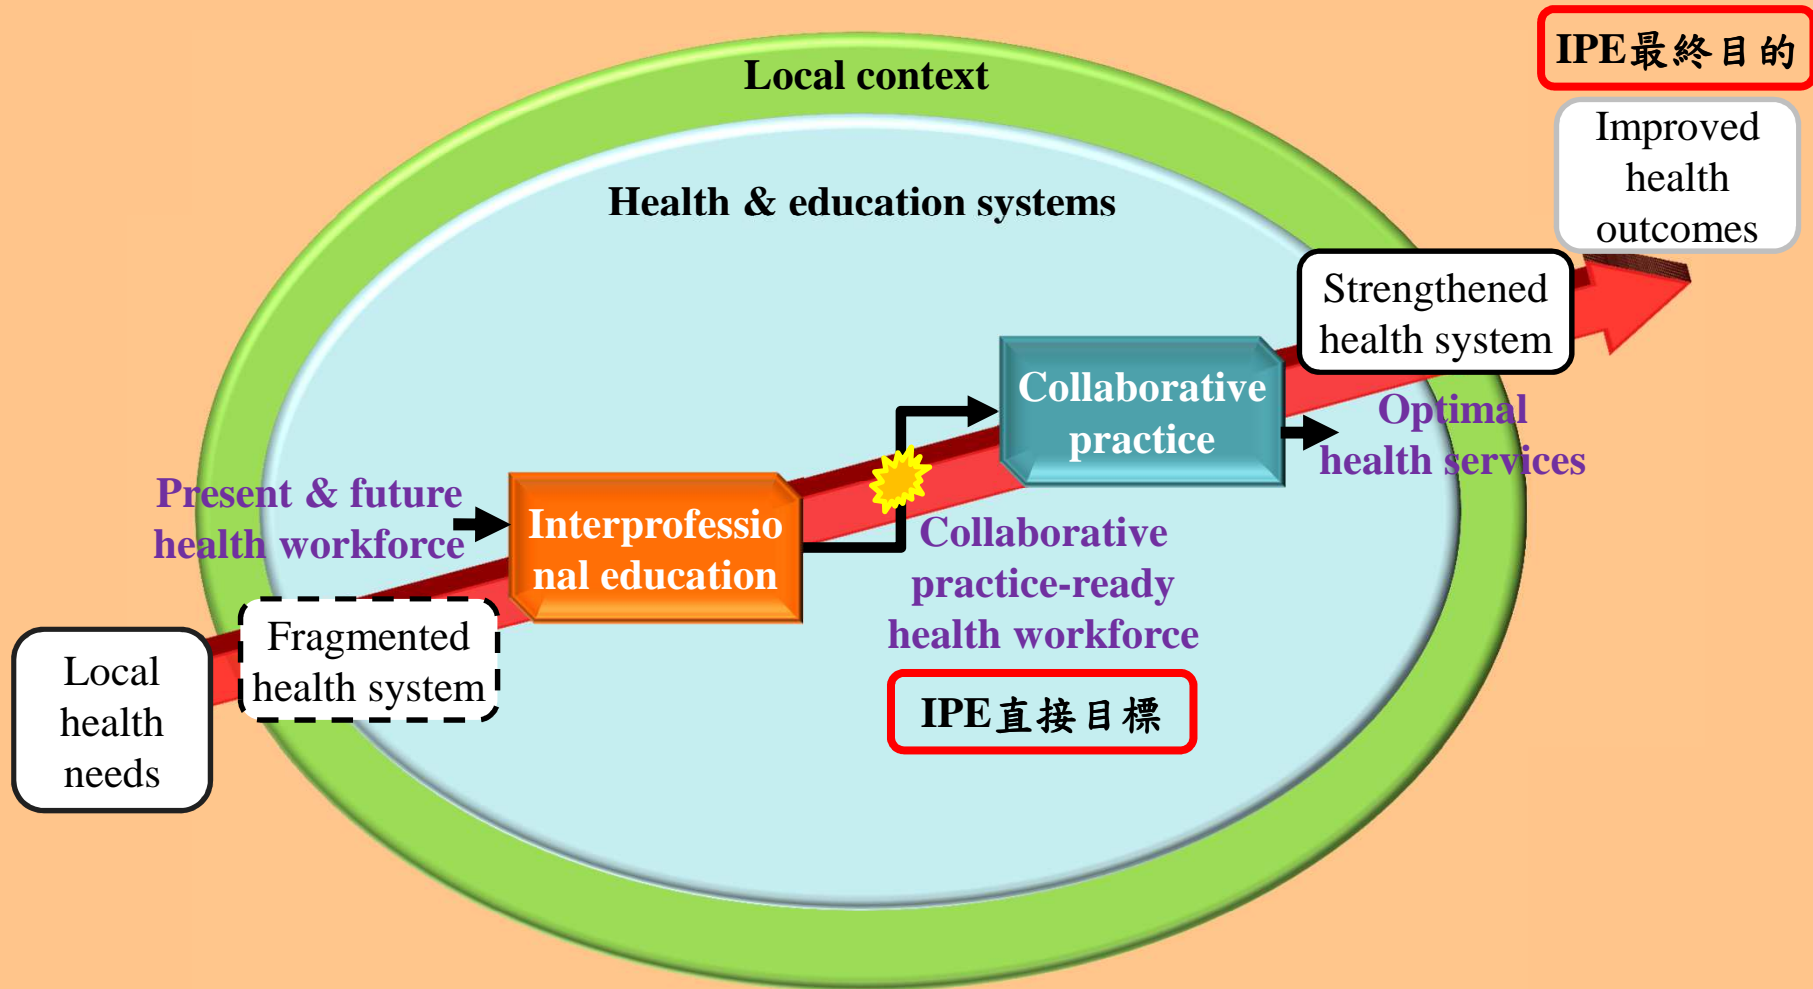 IPE最終目的
Improved
health
outcomes
Local context
Health & education systems
Strengthened
health system
Collaborative
practice
Optimal
health services
Present & future
health workforce
Interprofessio
nal education
Collaborative
practice-ready
health workforce
IPE直接目標
Fragmented
health system
Local
health
needs